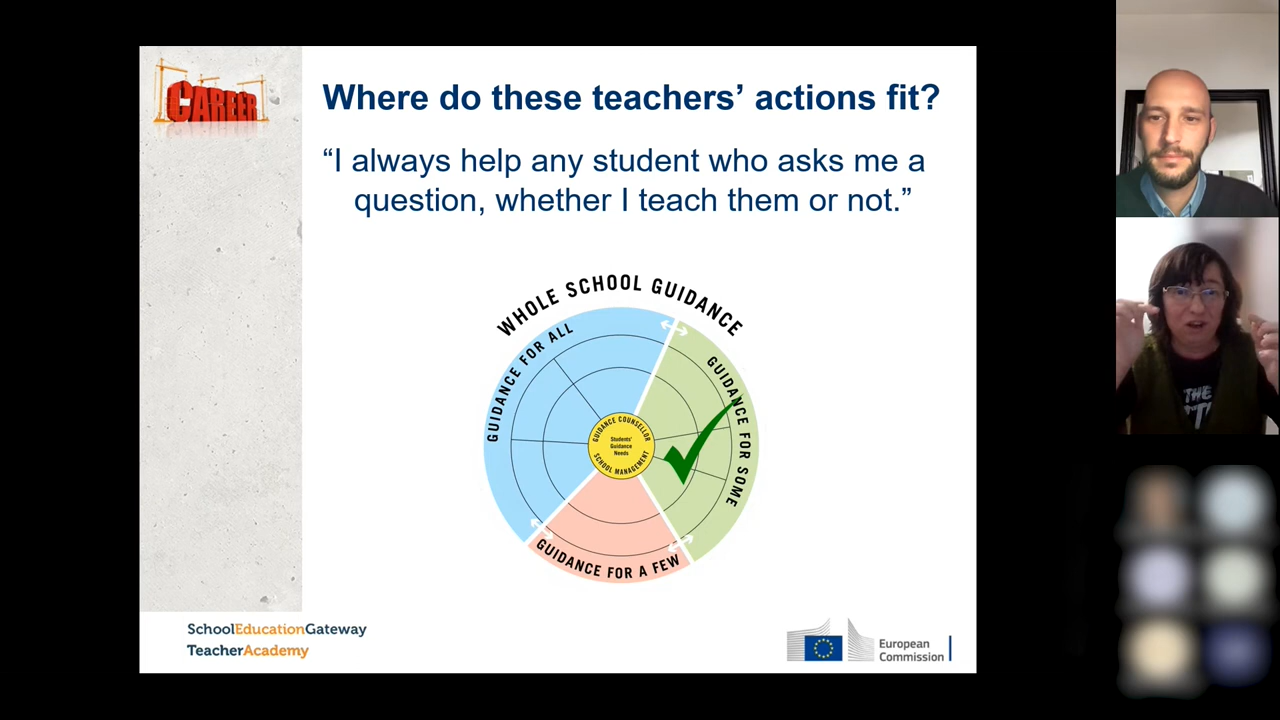 CAREER
Where do these teachers’ actions fit?
“I always help any student who asks me a
question, whether I teach them or not.”
WHOLE SCHOOL GUIDANCE
GUIDANCE FOR ALL
GUIDANCE FOR SOME
GUIDANCE COUNSELLOR
Students'
Guidance
Needs
SCHOOL MANAGEMENT
GUIDANCE FOR A FEW
SchoolEducationGateway
TeacherAcademy
European
Commission
THE